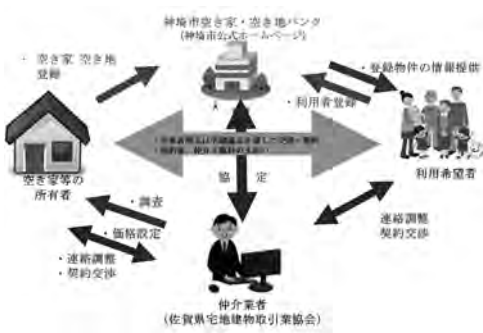 神埼市空き家・空き地バンク
(神埼市公式ホームページ)
・ 空き家 空き地
登録
・登録物件の情報提供
・利用者登録
空き家等の
所有者
協 定
利用希望者
・調査
・価格設定
・連絡調整
・契約交渉
連絡調整
契約交渉
仲介業者
(佐賀県宅地建物取引業協会)